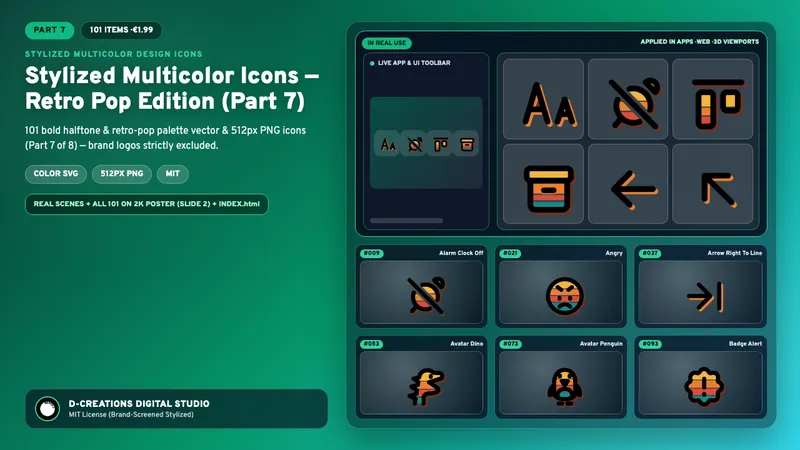 PART 7
101 ITEMS · €1.99
STYLIZED MULTICOLOR DESIGN ICONS
Stylized Multicolor Icons —
Retro Pop Edition (Part 7)
101 bold halftone & retro-pop palette vector & 512px PNG icons
(Part 7 of 8) — brand logos strictly excluded.
COLOR SVG
512PX PNG
MIT
REAL SCENES + ALL 101 ON 2K POSTER (SLIDE 2) + INDEX.html
D-CREATIONS DIGITAL STUDIO
MIT License (Brand-Screened Stylized)
IN REAL USE
APPLIED IN APPS · WEB · 3D VIEWPORTS
LIVE APP & UI TOOLBAR
AA
AA
#009
Alarm Clock Off
#021
Angry
#037
Arrow Right To Line
#053
Avatar Dino
#073
Avatar Penguin
#093
Badge Alert